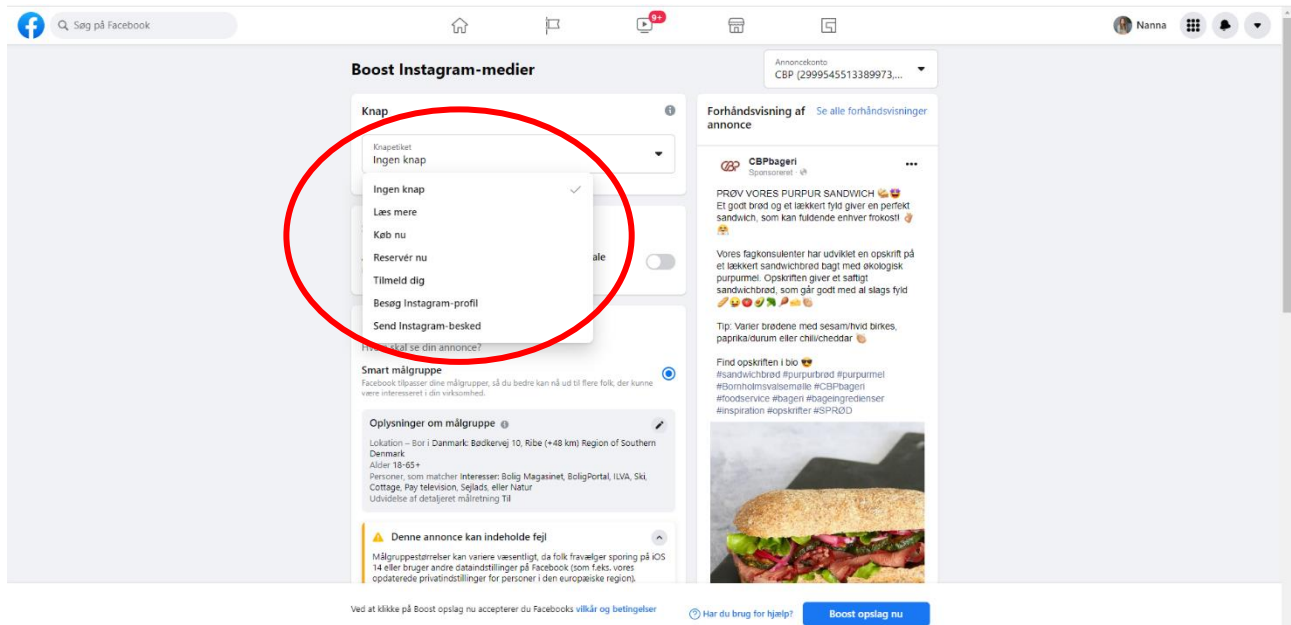 Søg på Facebook
9+
Nanna
Boost Instagram-medier
Annoncekonto
CBP (2999545513389973,...
Knap
Knapetiket
Ingen knap
Ingen knap
Læs mere
Køb nu
Reservér nu
Tilmeld dig
Besøg Instagram-profil
Send Instagram-besked
ale
skal se din annonce?
Smart målgruppe
Facebook tilpasser dine målgrupper, så du bedre kan nå ud til flere folk, der kunne
være interesseret i din virksomhed.
Oplysninger om målgruppe
Lokation – Bor i Danmark: Bødkervej 10, Ribe (+48 km) Region of Southern
Denmark
Alder 18-65+
Personer, som matcher Interesser: Bolig Magasinet, BoligPortal, ILVA, Ski,
Cottage, Pay television, Sejlads, eller Natur
Udvidelse af detaljeret målretning Til
Denne annonce kan indeholde fejl
Målgruppestørrelser kan variere væsentligt, da folk fravælger sporing på iOS
14 eller bruger andre dataindstillinger på Facebook (som f.eks. vores
opdaterede privatindstillinger for personer i den europæiske region).
Forhåndsvisning af annonce
Se alle forhåndsvisninger
CBP
CBPbageri
Sponsoreret ·
PRØV VORES PURPUR SANDWICH
Et godt brød og et lækkert fyld giver en perfekt
sandwich, som kan fuldende enhver frokost!
Vores fagkonsulenter har udviklet en opskrift på
et lækkert sandwichbrød bagt med økologisk
purpurmel. Opskriften giver et saftigt
sandwichbrød, som går godt med al slags fyld
Tip: Varier brødene med sesam/hvid birkes,
paprika/durum eller chili/cheddar
Find opskriften i bio
#sandwichbrød #purpurbrød #purpurmel
#Bornholmsvalsemølle #CBPbageri
#foodservice #bageri #bageingredienser
#inspiration #opskrifter #SPRØD
Ved at klikke på Boost opslag nu accepterer du Facebooks vilkår og betingelser
Har du brug for hjælp?
Boost opslag nu